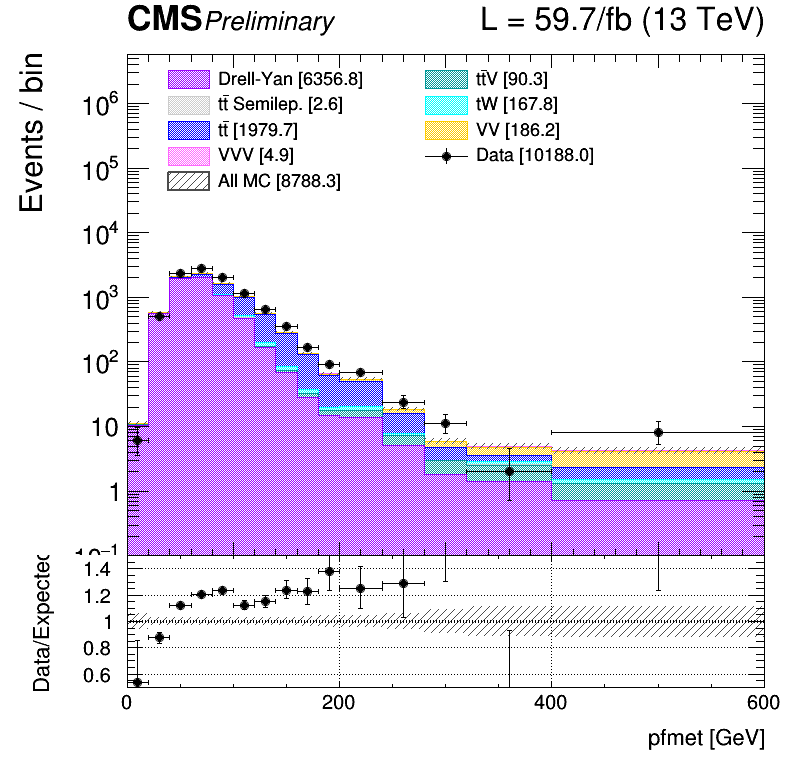 CMS Preliminary L = 59.7/fb (13 TeV)
Events / bin
Drell-Yan [6356.8]
tt̄ Semilep. [2.6]
tt̄ [1979.7]
VVV [4.9]
All MC [8788.3]
tt̄V [90.3]
tW [167.8]
VV [186.2]
Data [10188.0]
10⁶
10⁵
10⁴
10³
10²
10
1
10⁻¹
Data/Expected
1.4
1.2
1
0.8
0.6
0 200 400 600
pfmet [GeV]